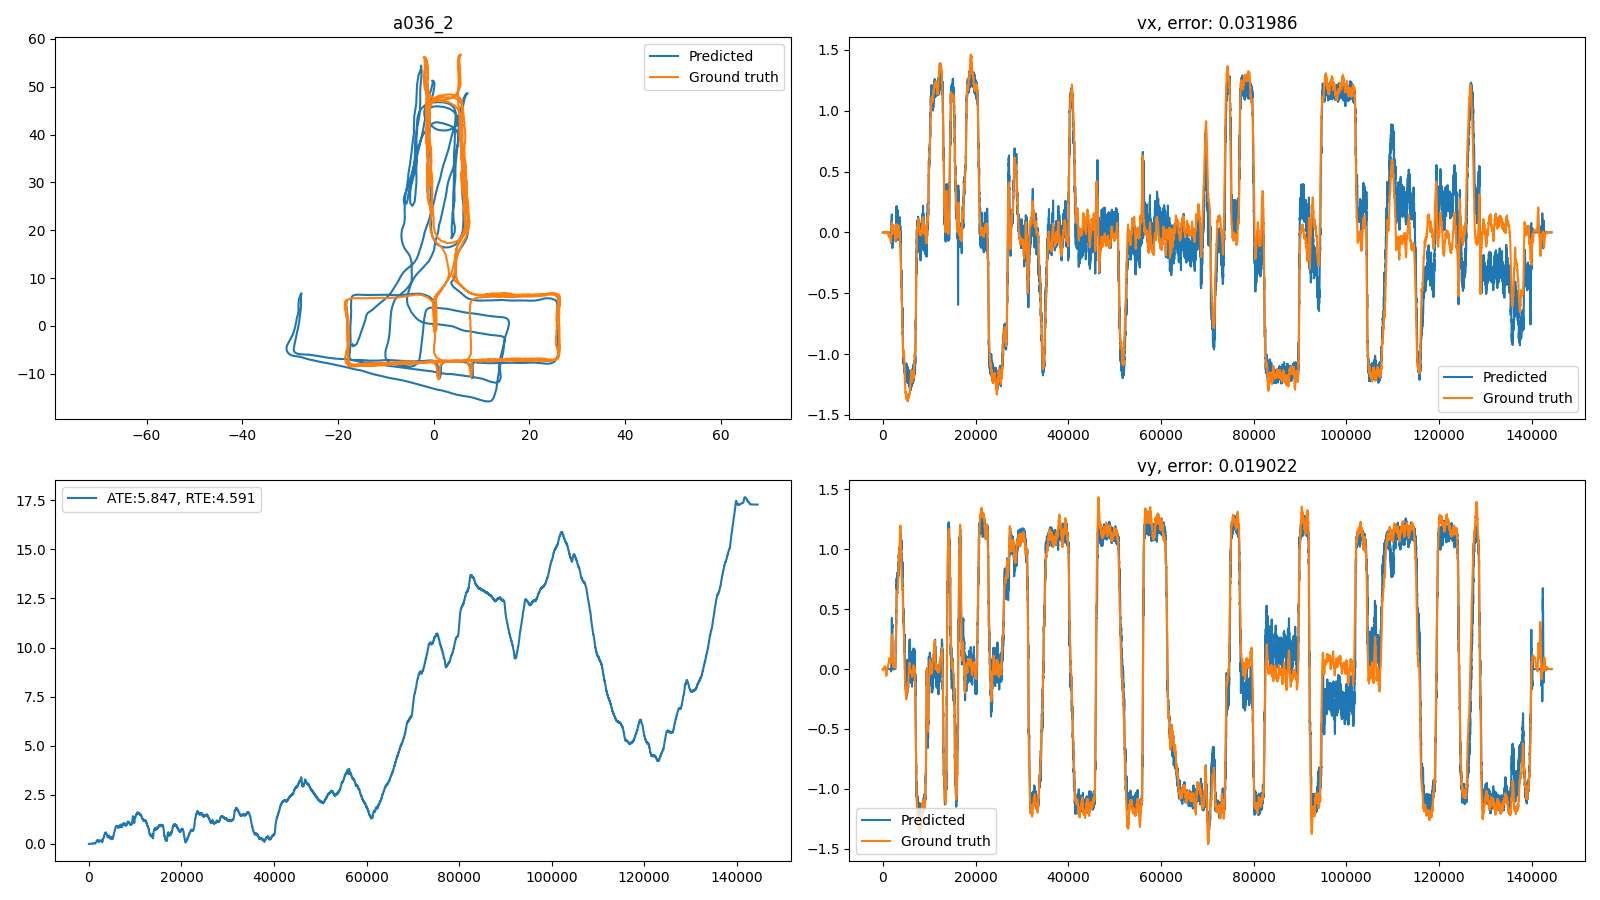 a036_2
60
50
40
30
20
10
0
−10
−60 −40 −20 0 20 40 60
Predicted
Ground truth
vx, error: 0.031986
1.5
1.0
0.5
0.0
−0.5
−1.0
−1.5
0 20000 40000 60000 80000 100000 120000 140000
Predicted
Ground truth
17.5
15.0
12.5
10.0
7.5
5.0
2.5
0.0
0 20000 40000 60000 80000 100000 120000 140000
ATE:5.847, RTE:4.591
vy, error: 0.019022
1.5
1.0
0.5
0.0
−0.5
−1.0
−1.5
0 20000 40000 60000 80000 100000 120000 140000
Predicted
Ground truth